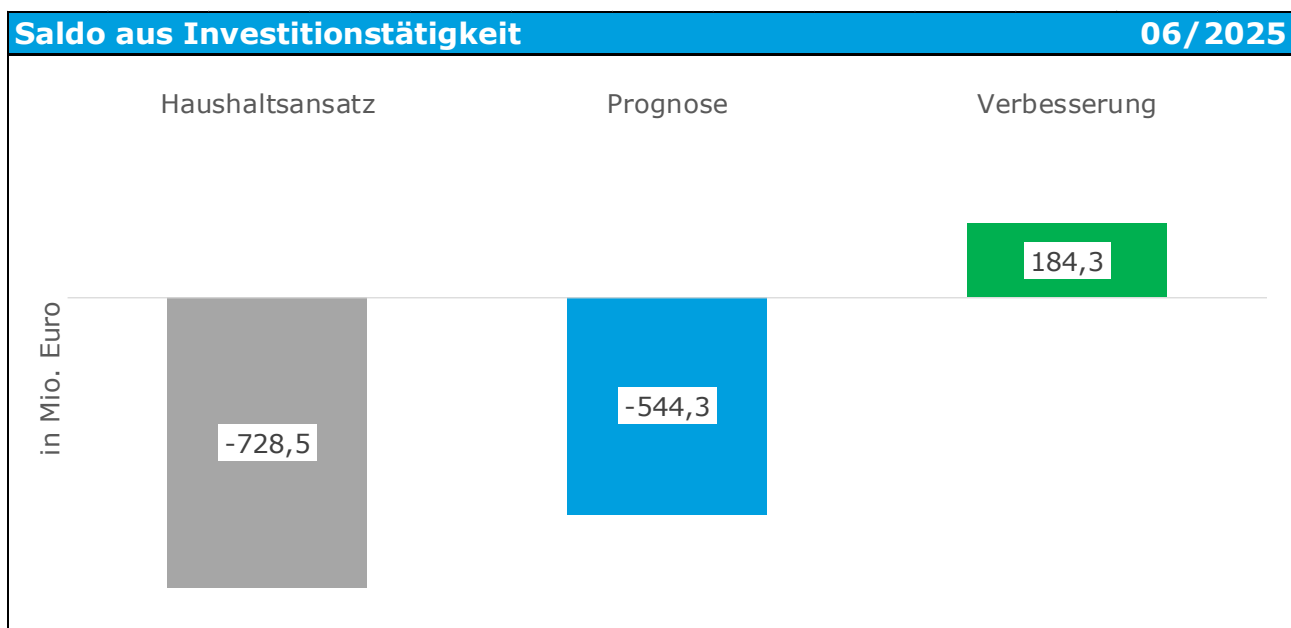 Saldo aus Investitionstätigkeit 06/2025
Haushaltsansatz Prognose Verbesserung
184,3
in Mio. Euro
-544,3
-728,5